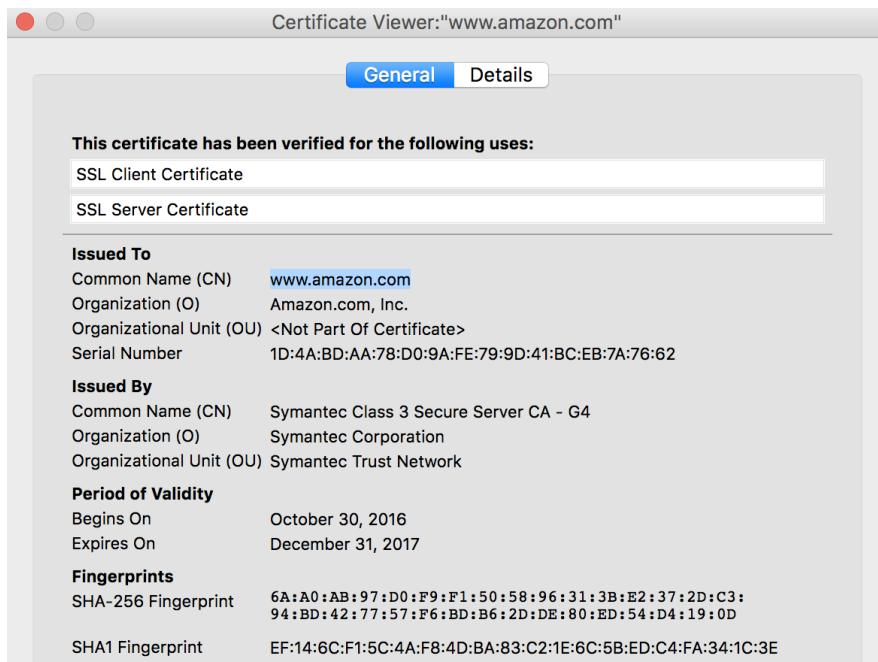 Certificate Viewer:"www.amazon.com"
General Details
This certificate has been verified for the following uses:
SSL Client Certificate
SSL Server Certificate
Issued To
Common Name (CN) www.amazon.com
Organization (O) Amazon.com, Inc.
Organizational Unit (OU) <Not Part Of Certificate>
Serial Number 1D:4A:BD:AA:78:D0:9A:FE:79:9D:41:BC:EB:7A:76:62
Issued By
Common Name (CN) Symantec Class 3 Secure Server CA - G4
Organization (O) Symantec Corporation
Organizational Unit (OU) Symantec Trust Network
Period of Validity
Begins On October 30, 2016
Expires On December 31, 2017
Fingerprints
SHA-256 Fingerprint 6A:A0:AB:97:D0:F9:F1:50:58:96:31:3B:E2:37:2D:C3:
94:BD:42:77:57:F6:BD:B6:2D:DE:80:ED:54:D4:19:0D
SHA1 Fingerprint EF:14:6C:F1:5C:4A:F8:4D:BA:83:C2:1E:6C:5B:ED:C4:FA:34:1C:3E